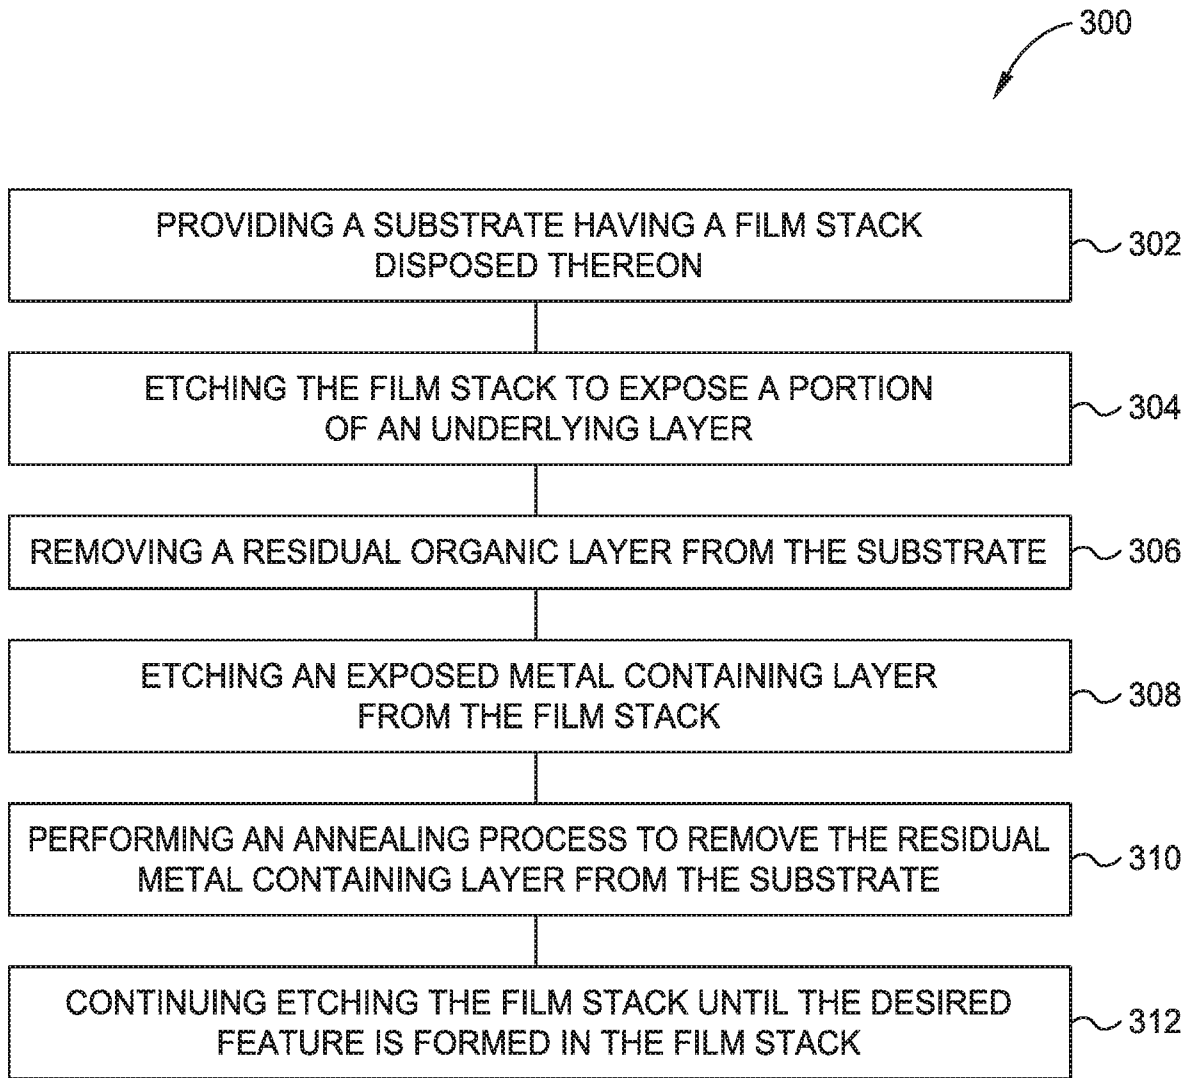 300
PROVIDING A SUBSTRATE HAVING A FILM STACK
DISPOSED THEREON
302
ETCHING THE FILM STACK TO EXPOSE A PORTION
OF AN UNDERLYING LAYER
304
REMOVING A RESIDUAL ORGANIC LAYER FROM THE SUBSTRATE
306
ETCHING AN EXPOSED METAL CONTAINING LAYER
FROM THE FILM STACK
308
PERFORMING AN ANNEALING PROCESS TO REMOVE THE RESIDUAL
METAL CONTAINING LAYER FROM THE SUBSTRATE
310
CONTINUING ETCHING THE FILM STACK UNTIL THE DESIRED
FEATURE IS FORMED IN THE FILM STACK
312